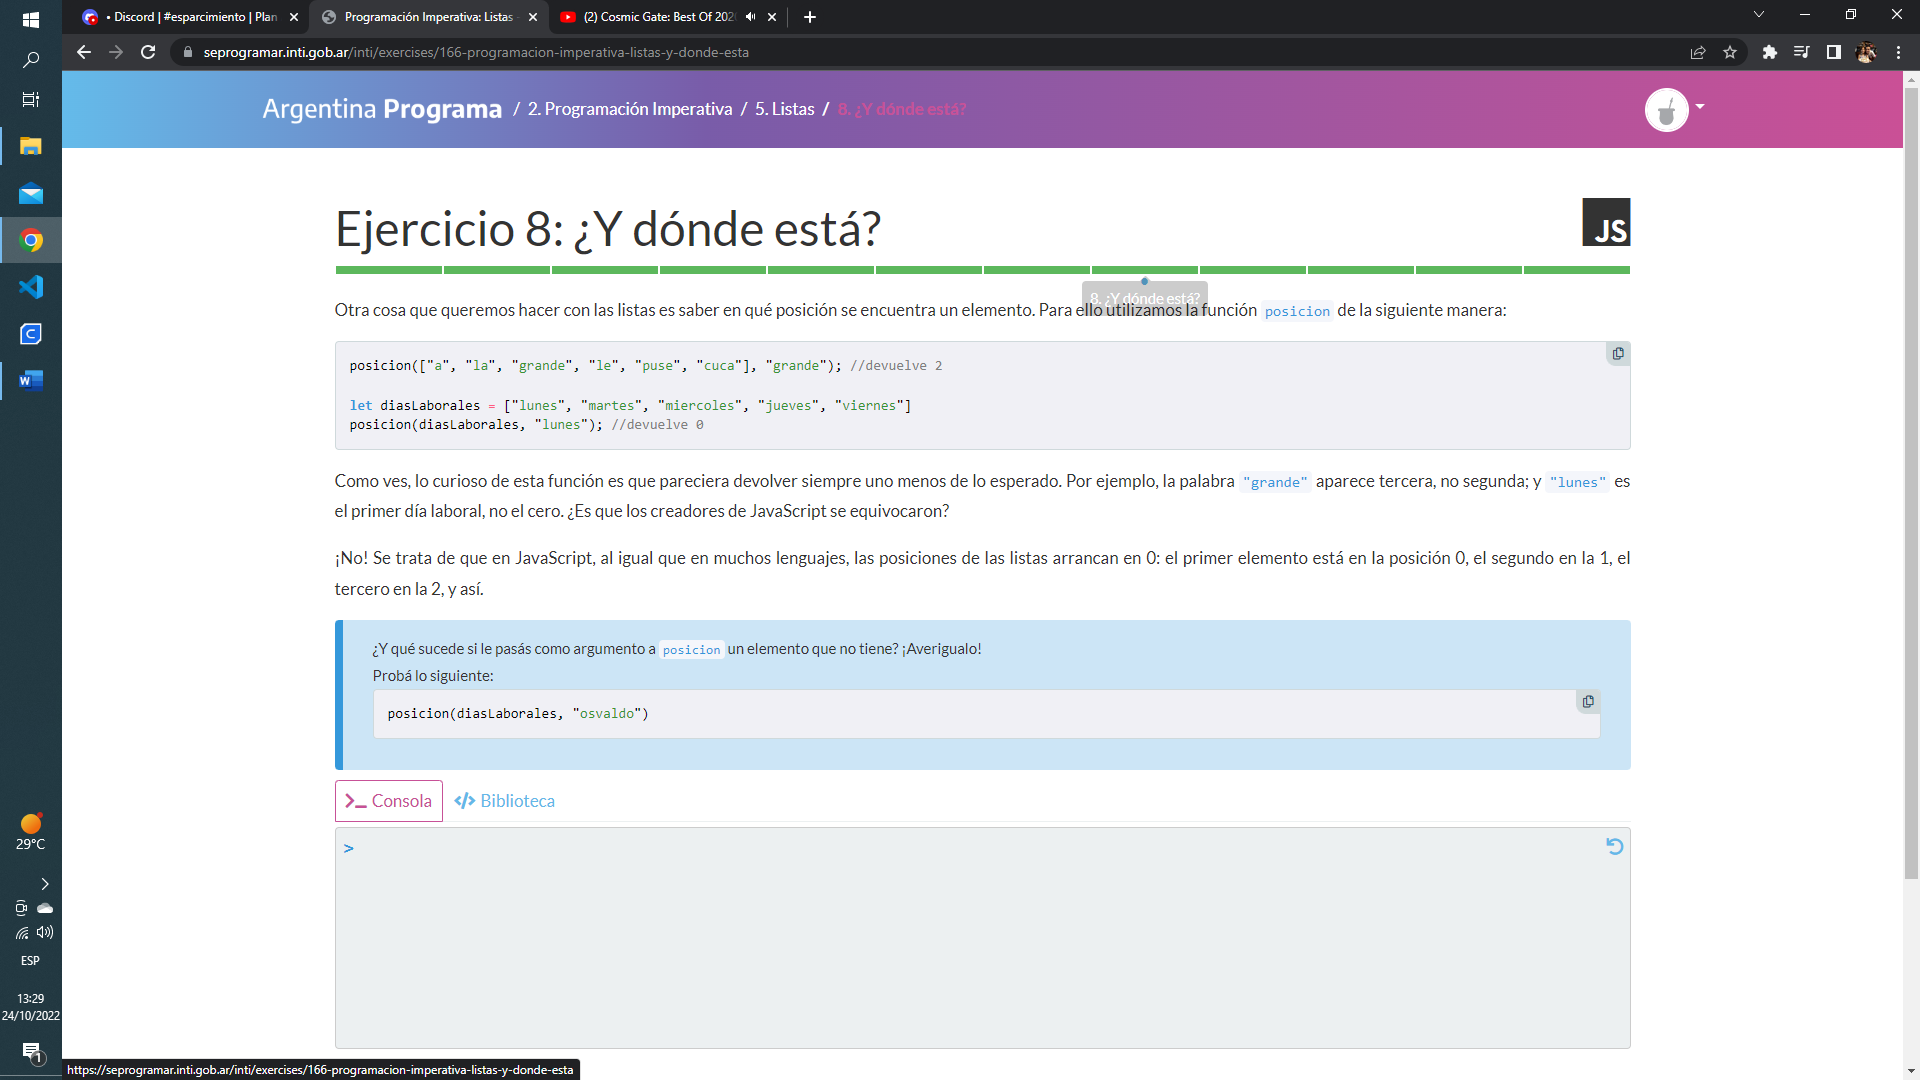 • Discord | #esparcimiento | Plan
Programación Imperativa: Listas -
(2) Cosmic Gate: Best Of 2020
seprogramar.inti.gob.ar/inti/exercises/166-programacion-imperativa-listas-y-donde-esta
Argentina Programa / 2. Programación Imperativa / 5. Listas / 8. ¿Y dónde está?
Ejercicio 8: ¿Y dónde está?
JS
8. ¿Y dónde está?
Otra cosa que queremos hacer con las listas es saber en qué posición se encuentra un elemento. Para ello utilizamos la función posicion de la siguiente manera:
posicion(["a", "la", "grande", "le", "puse", "cuca"], "grande"); //devuelve 2
let diasLaborales = ["lunes", "martes", "miercoles", "jueves", "viernes"]
posicion(diasLaborales, "lunes"); //devuelve 0
Como ves, lo curioso de esta función es que pareciera devolver siempre uno menos de lo esperado. Por ejemplo, la palabra "grande" aparece tercera, no segunda; y "lunes" es
el primer día laboral, no el cero. ¿Es que los creadores de JavaScript se equivocaron?
¡No! Se trata de que en JavaScript, al igual que en muchos lenguajes, las posiciones de las listas arrancan en 0: el primer elemento está en la posición 0, el segundo en la 1, el
tercero en la 2, y así.
¿Y qué sucede si le pasás como argumento a posicion un elemento que no tiene? ¡Averigualo!
Probá lo siguiente:
posicion(diasLaborales, "osvaldo")
Consola
Biblioteca
>
29°C
ESP
13:29
24/10/2022
1
https://seprogramar.inti.gob.ar/inti/exercises/166-programacion-imperativa-listas-y-donde-esta